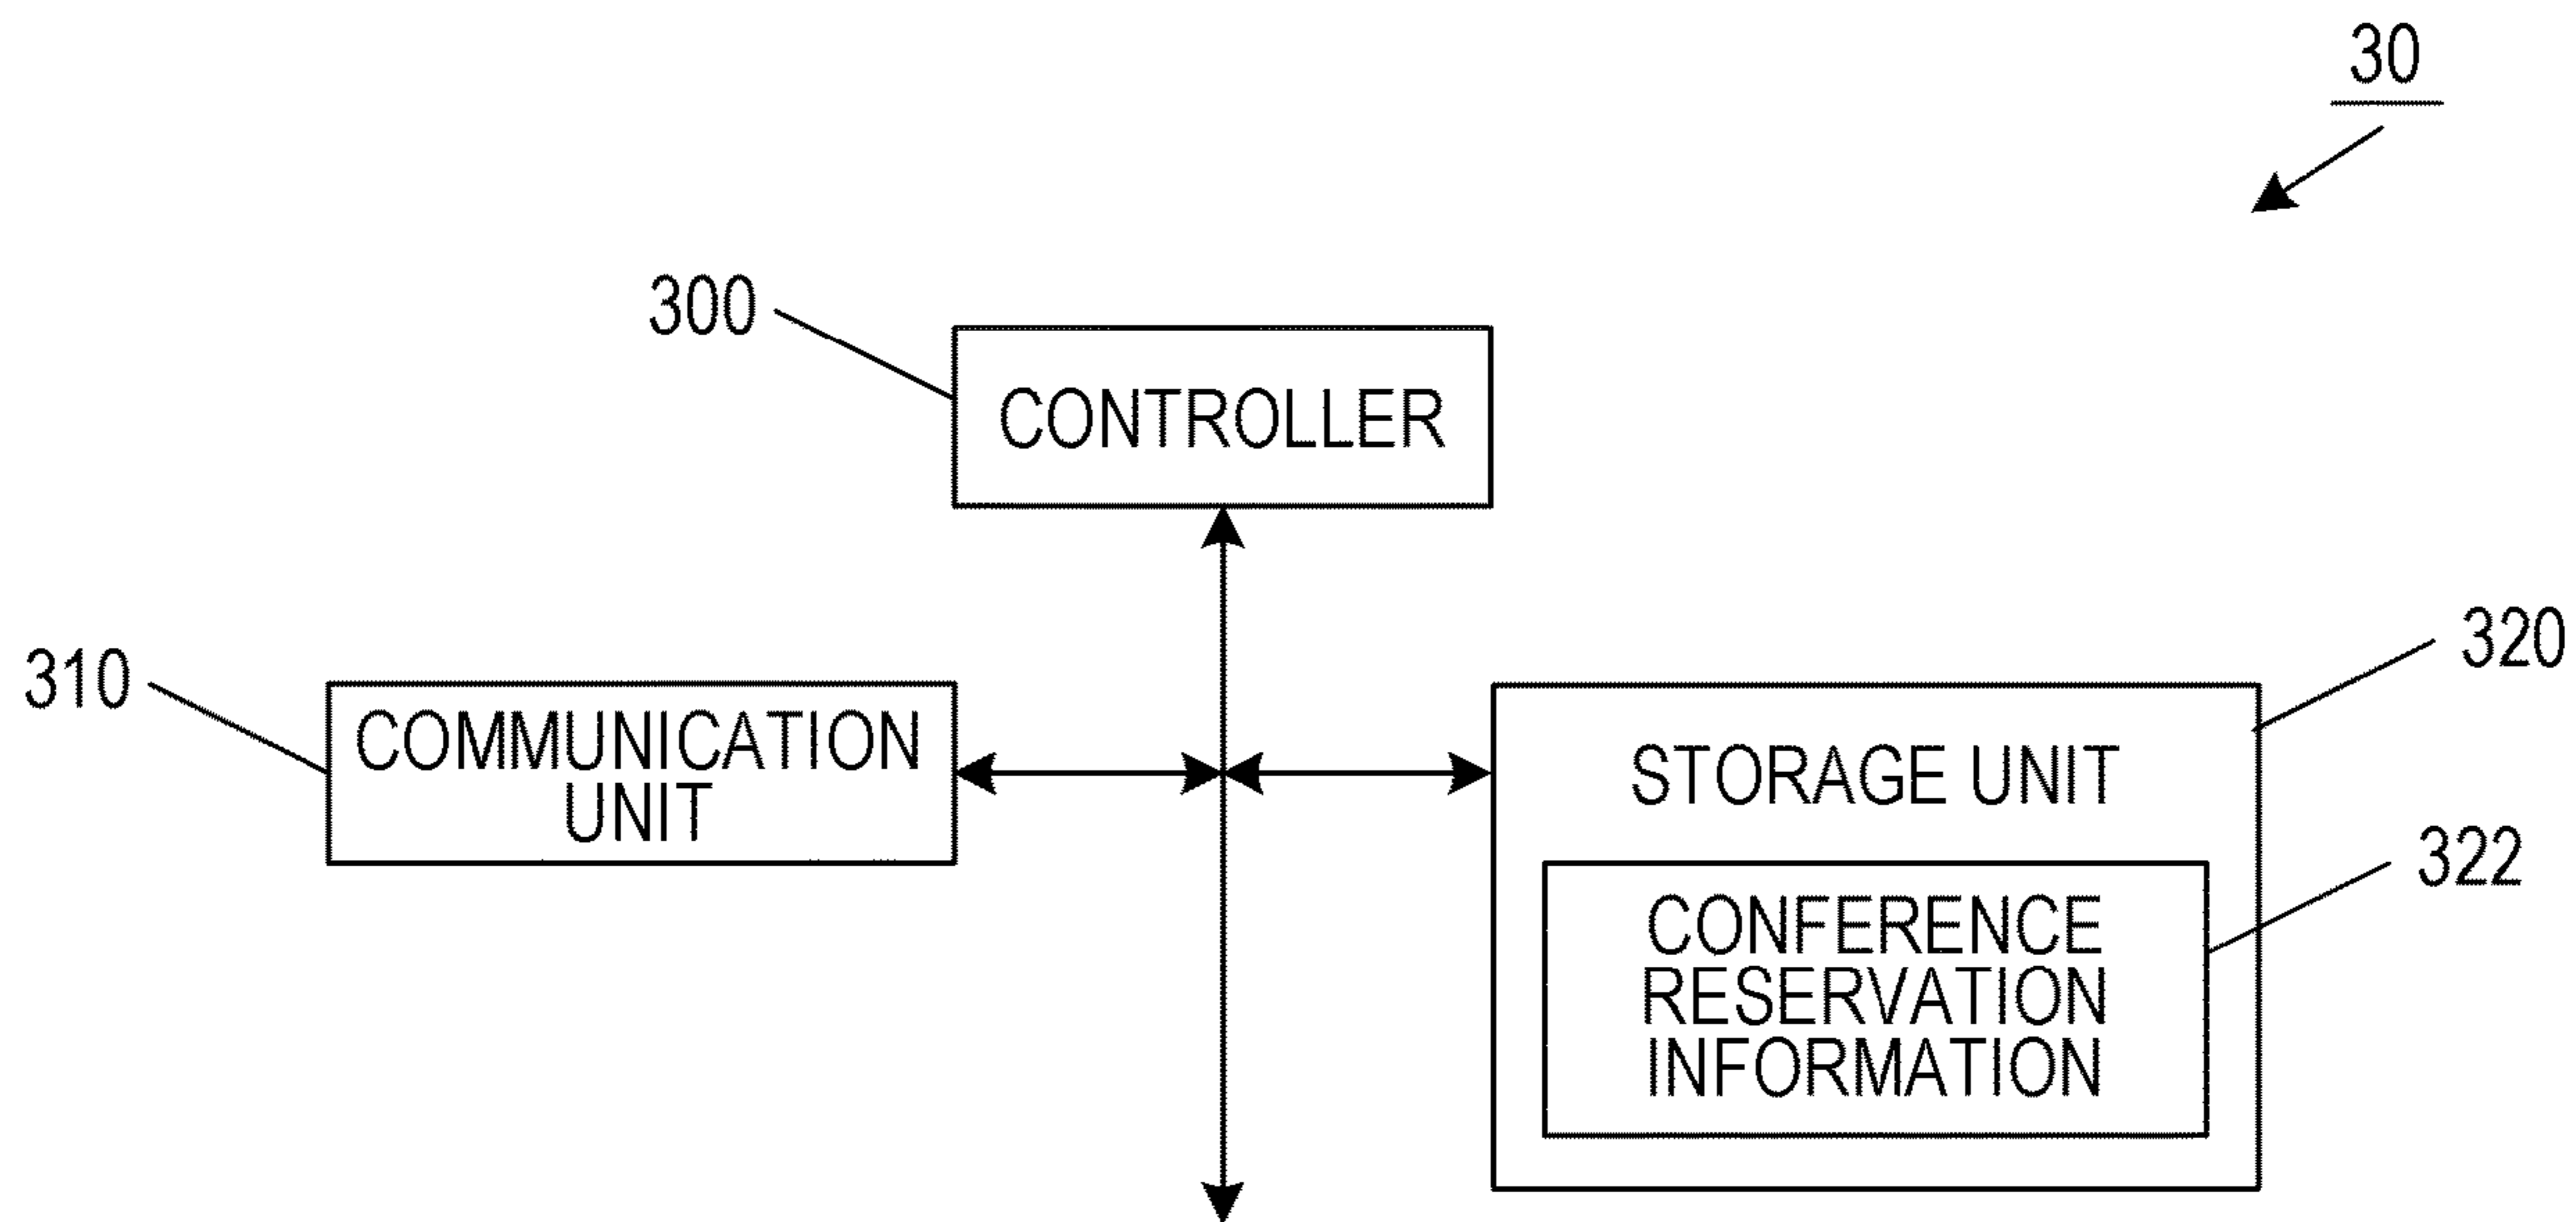 30
300
CONTROLLER
310
COMMUNICATION
UNIT
320
STORAGE UNIT
322
CONFERENCE
RESERVATION
INFORMATION